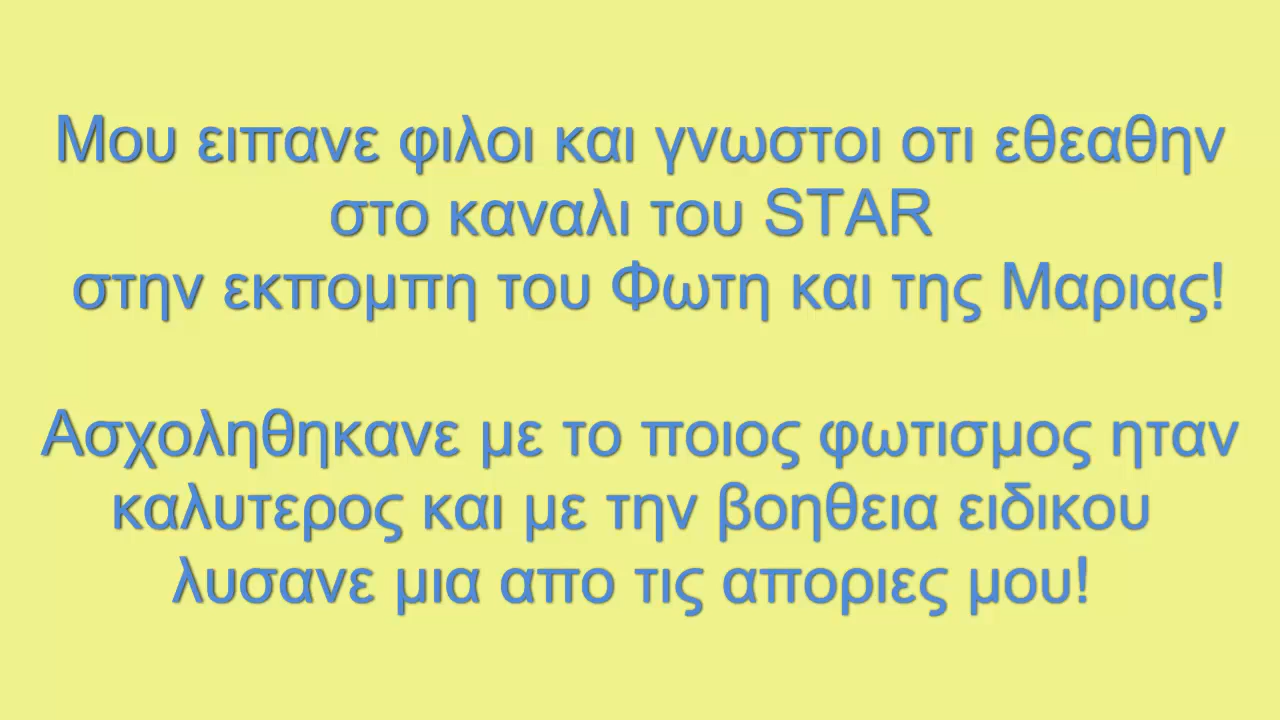 Μου ειπανε φιλοι και γνωστοι οτι εθεαθην
στο καναλι του STAR
στην εκπομπη του Φωτη και της Μαριας!
Ασχοληθηκανε με το ποιος φωτισμος ηταν
καλυτερος και με την βοηθεια ειδικου
λυσανε μια απο τις αποριες μου!